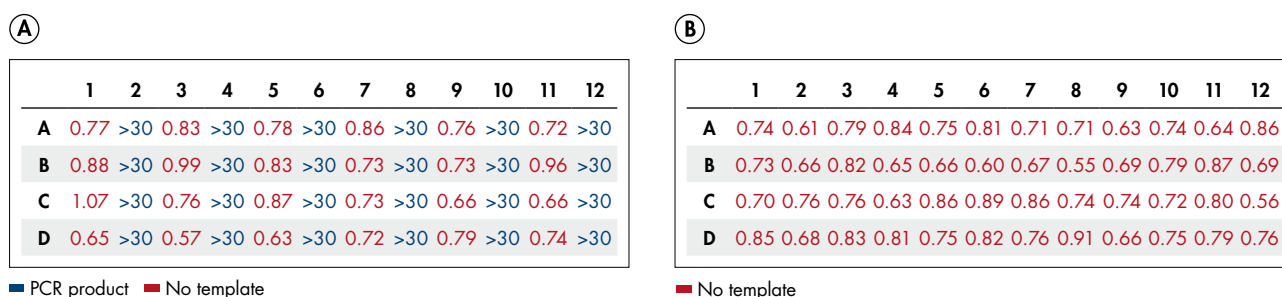 A
1 2 3 4 5 6 7 8 9 10 11 12
A 0.77 >30 0.83 >30 0.78 >30 0.86 >30 0.76 >30 0.72 >30
B 0.88 >30 0.99 >30 0.83 >30 0.73 >30 0.73 >30 0.96 >30
C 1.07 >30 0.76 >30 0.87 >30 0.73 >30 0.66 >30 0.66 >30
D 0.65 >30 0.57 >30 0.63 >30 0.72 >30 0.79 >30 0.74 >30
PCR product No template
B
1 2 3 4 5 6 7 8 9 10 11 12
A 0.74 0.61 0.79 0.84 0.75 0.81 0.71 0.71 0.63 0.74 0.64 0.86
B 0.73 0.66 0.82 0.65 0.66 0.60 0.67 0.55 0.69 0.79 0.87 0.69
C 0.70 0.76 0.76 0.63 0.86 0.89 0.86 0.74 0.74 0.72 0.80 0.56
D 0.85 0.68 0.83 0.81 0.75 0.82 0.76 0.91 0.66 0.75 0.79 0.76
No template